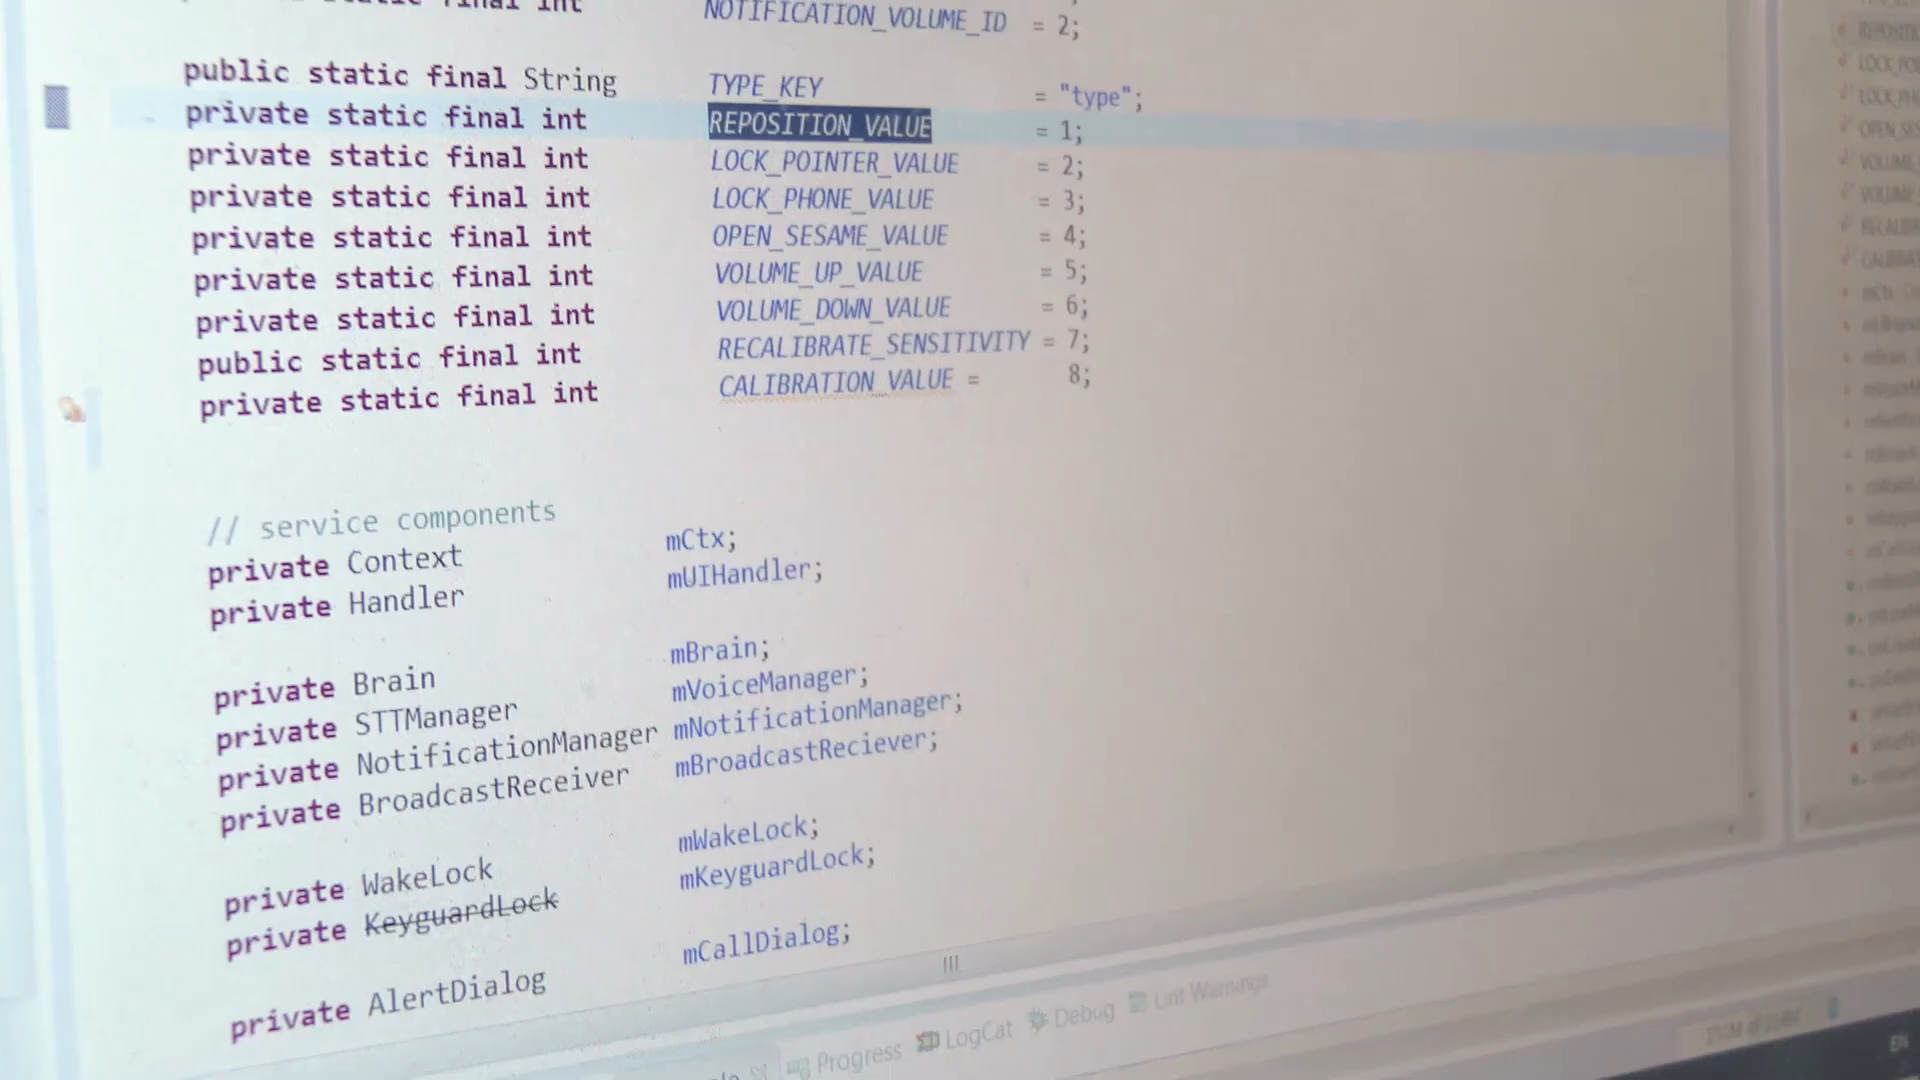 static final int NOTIFICATION_VOLUME_ID = 2;
public static final String TYPE_KEY = "type";
private static final int REPOSITION_VALUE = 1;
private static final int LOCK_POINTER_VALUE = 2;
private static final int LOCK_PHONE_VALUE = 3;
private static final int OPEN_SESAME_VALUE = 4;
private static final int VOLUME_UP_VALUE = 5;
private static final int VOLUME_DOWN_VALUE = 6;
public static final int RECALIBRATE_SENSITIVITY = 7;
private static final int CALIBRATION_VALUE = 8;
// service components
private Context mCtx;
private Handler mUIHandler;
private Brain mBrain;
private STTManager mVoiceManager;
private NotificationManager mNotificationManager;
private BroadcastReceiver mBroadcastReciever;
private WakeLock mWakeLock;
private KeyguardLock mKeyguardLock;
private AlertDialog mCallDialog;
Progress LogCat Debug Lint Warnings
EN